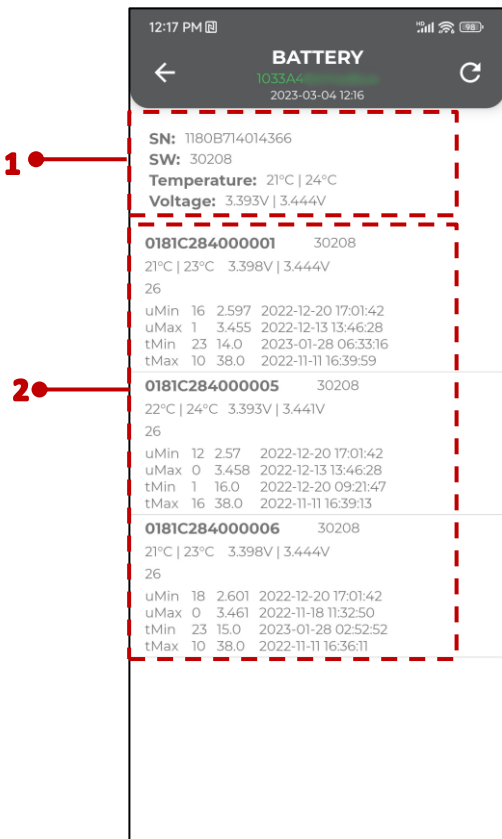 12:17 PM
HD 98
BATTERY
1033A4
2023-03-04 12:16
1
SN: 1180B714014366
SW: 30208
Temperature: 21°C | 24°C
Voltage: 3.393V | 3.444V
2
0181C284000001 30208
21°C | 23°C 3.398V | 3.444V
26
uMin 16 2.597 2022-12-20 17:01:42
uMax 1 3.455 2022-12-13 13:46:28
tMin 23 14.0 2023-01-28 06:33:16
tMax 10 38.0 2022-11-11 16:39:59
0181C284000005 30208
22°C | 24°C 3.393V | 3.441V
26
uMin 12 2.57 2022-12-20 17:01:42
uMax 0 3.458 2022-12-13 13:46:28
tMin 1 16.0 2022-12-20 09:21:47
tMax 16 38.0 2022-11-11 16:39:13
0181C284000006 30208
21°C | 23°C 3.398V | 3.444V
26
uMin 18 2.601 2022-12-20 17:01:42
uMax 0 3.461 2022-11-18 11:32:50
tMin 23 15.0 2023-01-28 02:52:52
tMax 10 38.0 2022-11-11 16:36:11